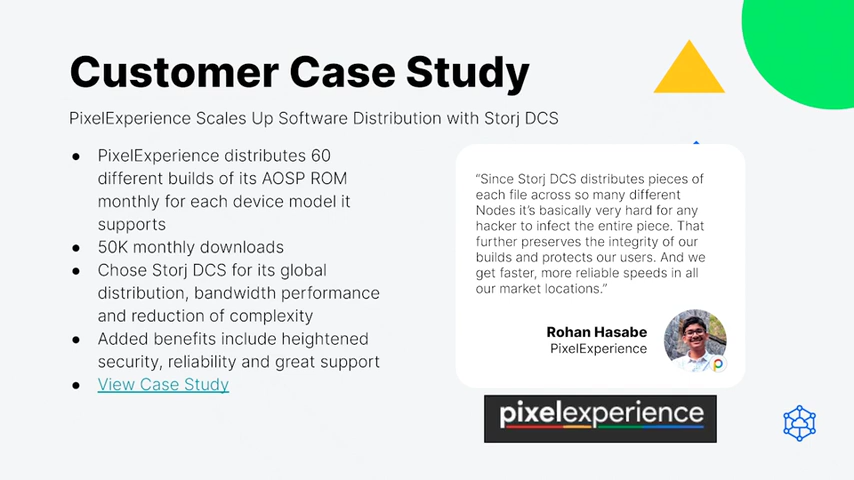 Customer Case Study
PixelExperience Scales Up Software Distribution with Storj DCS
● PixelExperience distributes 60
different builds of its AOSP ROM
monthly for each device model it
supports
● 50K monthly downloads
● Chose Storj DCS for its global
distribution, bandwidth performance
and reduction of complexity
● Added benefits include heightened
security, reliability and great support
● View Case Study
“Since Storj DCS distributes pieces of
each file across so many different
Nodes it’s basically very hard for any
hacker to infect the entire piece. That
further preserves the integrity of our
builds and protects our users. And we
get faster, more reliable speeds in all
our market locations.”
Rohan Hasabe
PixelExperience
pixelexperience